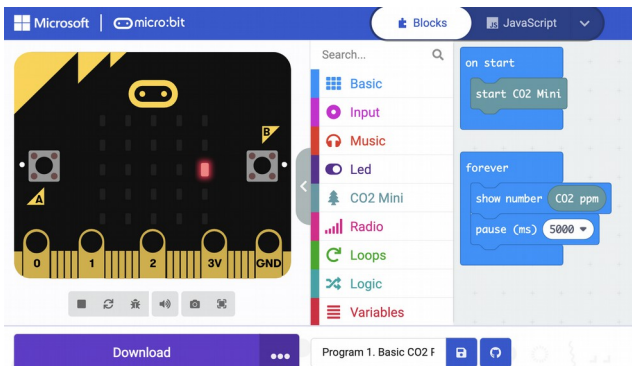 Microsoft micro:bit Blocks JS JavaScript
Search...
Basic
Input
Music
Led
CO2 Mini
Radio
Loops
Logic
Variables
on start
start CO2 Mini
forever
show number CO2 ppm
pause (ms) 5000
B
A
0 1 2 3V GND
Download ... Program 1. Basic CO2 F